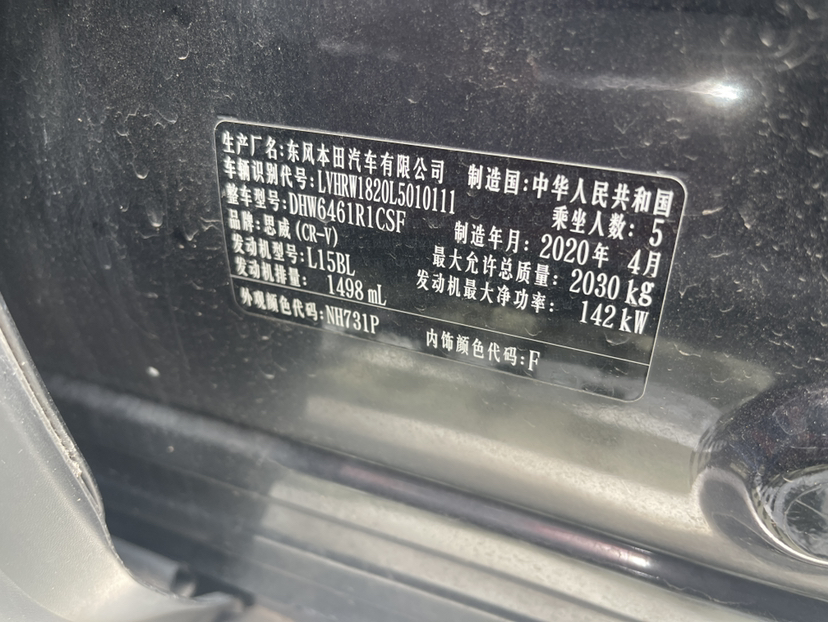 生产厂名:东风本田汽车有限公司 制造国:中华人民共和国
车辆识别代号:LVHRW1820L5010111 乘坐人数: 5
整车型号:DHW6461R1CSF 制造年月: 2020年 4月
品牌:思威(CR-V) 最大允许总质量: 2030 kg
发动机型号:L15BL 发动机最大净功率: 142 kW
发动机排量: 1498 mL
外观颜色代码:NH731P 内饰颜色代码:F